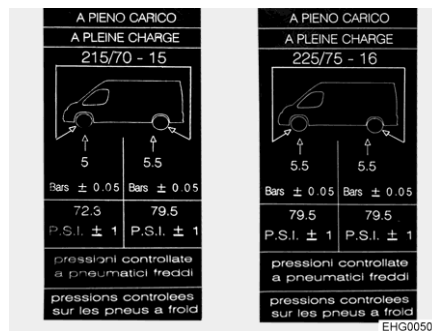 A PIENO CARICO
A PLEINE CHARGE
215/70 - 15
5 5.5
Bars ± 0.05 Bars ± 0.05
72.3 79.5
P.S.I. ± 1 P.S.I. ± 1
pressioni controllate
a pneumatici freddi
pressions controlees
sur les pneus a froid
A PIENO CARICO
A PLEINE CHARGE
225/75 - 16
5.5 5.5
Bars ± 0.05 Bars ± 0.05
79.5 79.5
P.S.I. ± 1 P.S.I. ± 1
pressioni controllate
a pneumatici freddi
pressions controlees
sur les pneus a froid
EHG0050